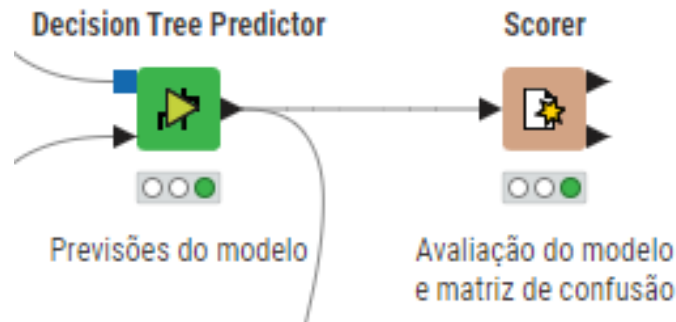 Decision Tree Predictor
Scorer
Previsões do modelo
Avaliação do modelo
e matriz de confusão